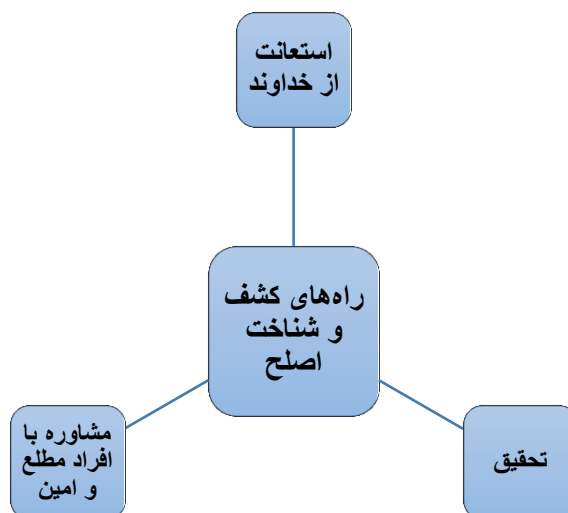 استعانت
از خداوند
راه‌های کشف
و شناخت
اصلح
تحقیق
مشاوره با
افراد مطلع
و امین